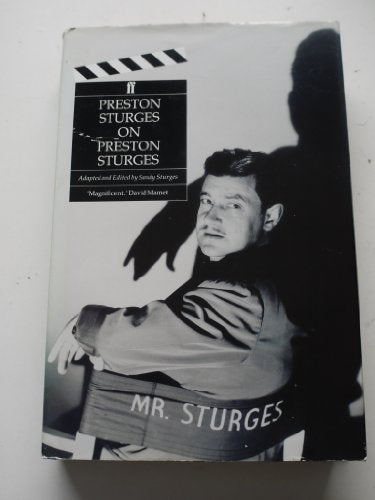 ff
PRESTON
STURGES
ON
PRESTON
STURGES
Adapted and Edited by Sandy Sturges
'Magnificent.' David Mamet
MR. STURGES